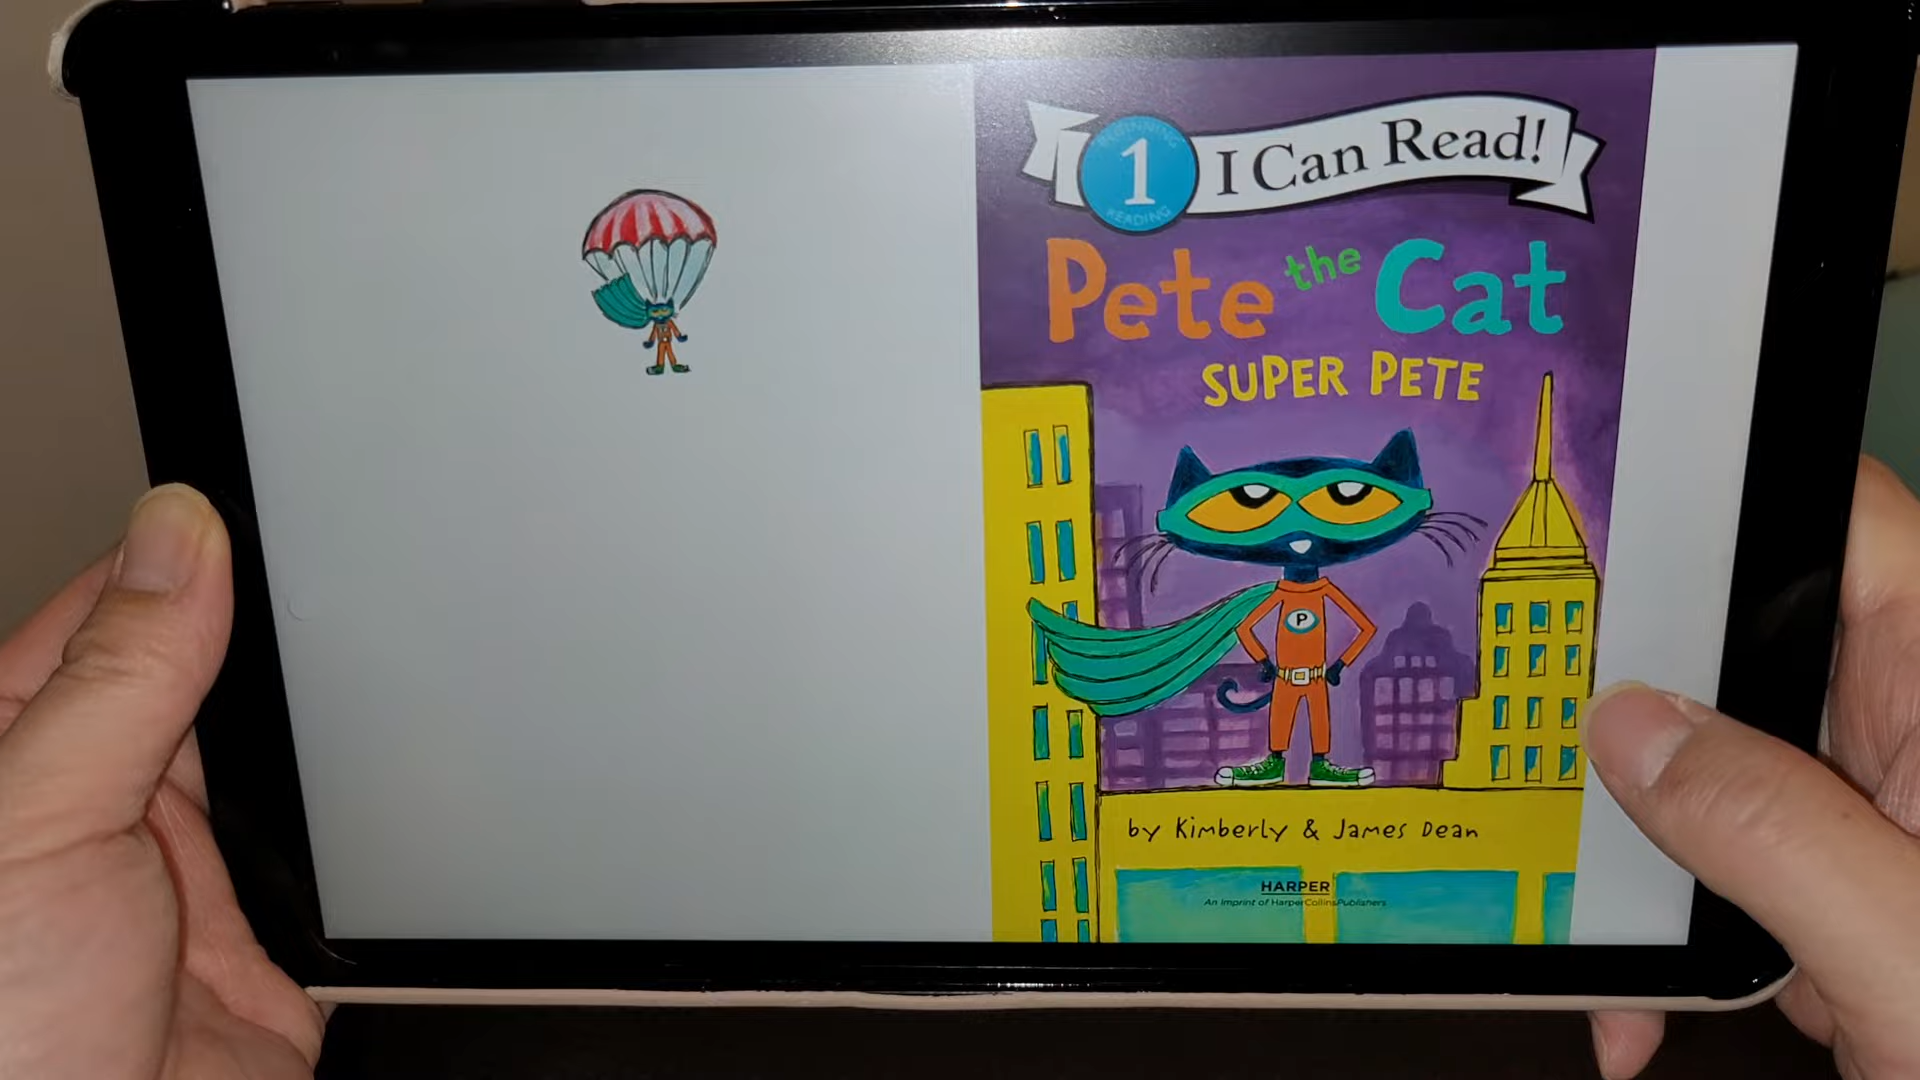 BEGINNING
1
READING
I Can Read!
Pete the Cat
SUPER PETE
P
by Kimberly & James Dean
HARPER
An Imprint of HarperCollinsPublishers